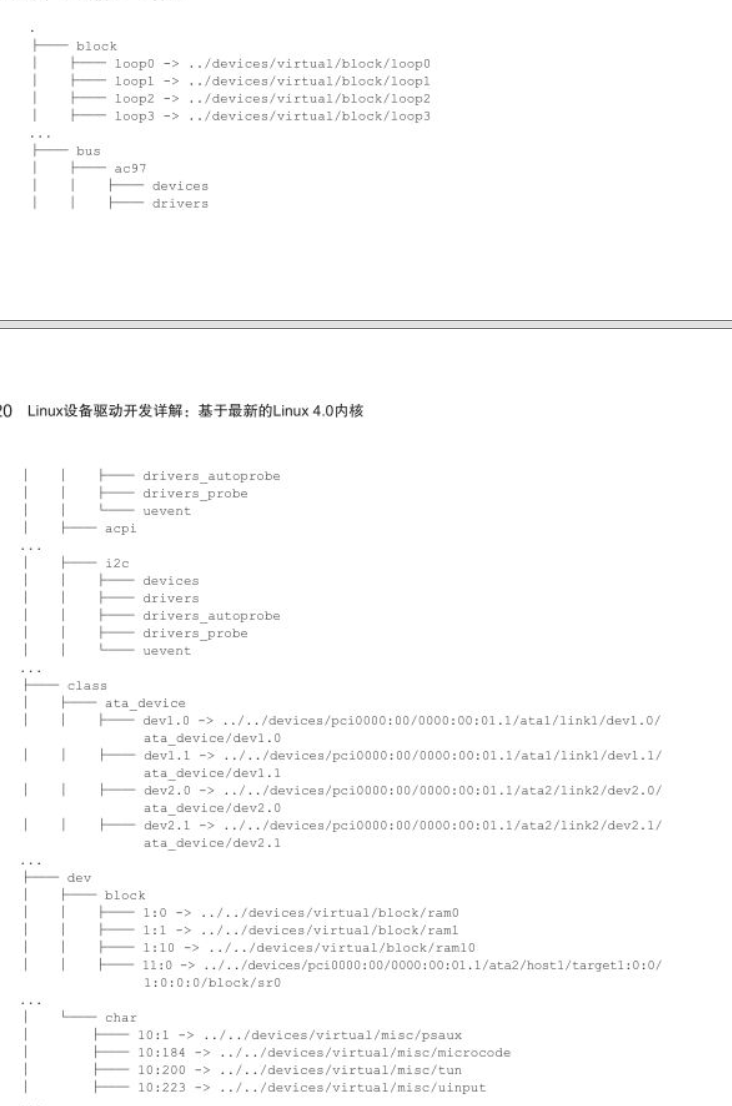 .
├── block
│   ├── loop0 -> ../devices/virtual/block/loop0
│   ├── loop1 -> ../devices/virtual/block/loop1
│   ├── loop2 -> ../devices/virtual/block/loop2
│   ├── loop3 -> ../devices/virtual/block/loop3
...
├── bus
│   ├── ac97
│   │   ├── devices
│   │   ├── drivers
20 Linux设备驱动开发详解：基于最新的Linux 4.0内核
│   │   ├── drivers_autoprobe
│   │   ├── drivers_probe
│   │   └── uevent
│   ├── acpi
...
│   ├── i2c
│   │   ├── devices
│   │   ├── drivers
│   │   ├── drivers_autoprobe
│   │   ├── drivers_probe
│   │   └── uevent
...
├── class
│   ├── ata_device
│   │   ├── dev1.0 -> ../../devices/pci0000:00/0000:00:01.1/ata1/link1/dev1.0/
ata_device/dev1.0
│   │   ├── dev1.1 -> ../../devices/pci0000:00/0000:00:01.1/ata1/link1/dev1.1/
ata_device/dev1.1
│   │   ├── dev2.0 -> ../../devices/pci0000:00/0000:00:01.1/ata2/link2/dev2.0/
ata_device/dev2.0
│   │   ├── dev2.1 -> ../../devices/pci0000:00/0000:00:01.1/ata2/link2/dev2.1/
ata_device/dev2.1
...
├── dev
│   ├── block
│   │   ├── 1:0 -> ../../devices/virtual/block/ram0
│   │   ├── 1:1 -> ../../devices/virtual/block/ram1
│   │   ├── 1:10 -> ../../devices/virtual/block/ram10
│   │   ├── 11:0 -> ../../devices/pci0000:00/0000:00:01.1/ata2/host1/target1:0:0/
1:0:0:0/block/sr0
...
│   └── char
│       ├── 10:1 -> ../../devices/virtual/misc/psaux
│       ├── 10:184 -> ../../devices/virtual/misc/microcode
│       ├── 10:200 -> ../../devices/virtual/misc/tun
│       ├── 10:223 -> ../../devices/virtual/misc/uinput